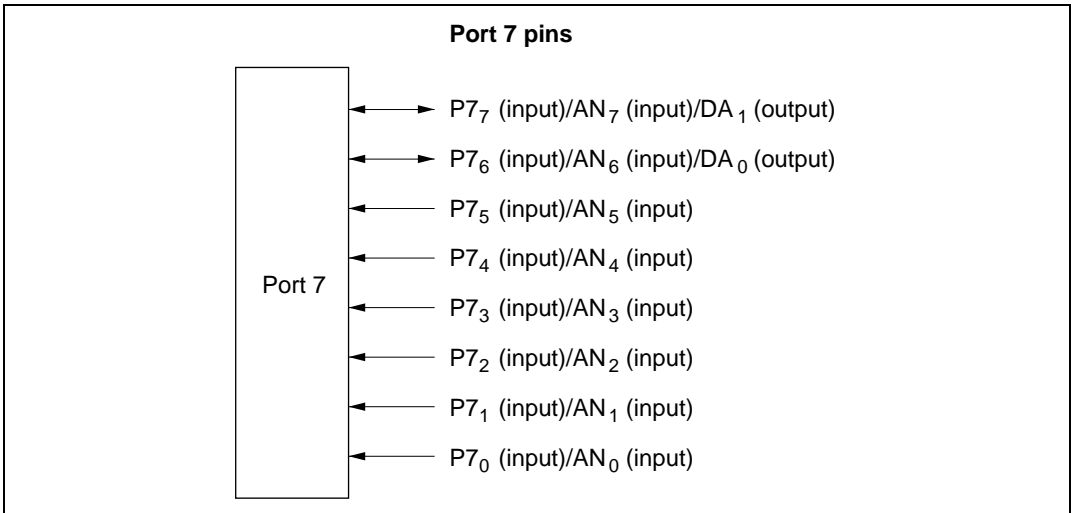 Port 7 pins
P7₇ (input)/AN₇ (input)/DA₁ (output)
P7₆ (input)/AN₆ (input)/DA₀ (output)
P7₅ (input)/AN₅ (input)
P7₄ (input)/AN₄ (input)
Port 7
P7₃ (input)/AN₃ (input)
P7₂ (input)/AN₂ (input)
P7₁ (input)/AN₁ (input)
P7₀ (input)/AN₀ (input)